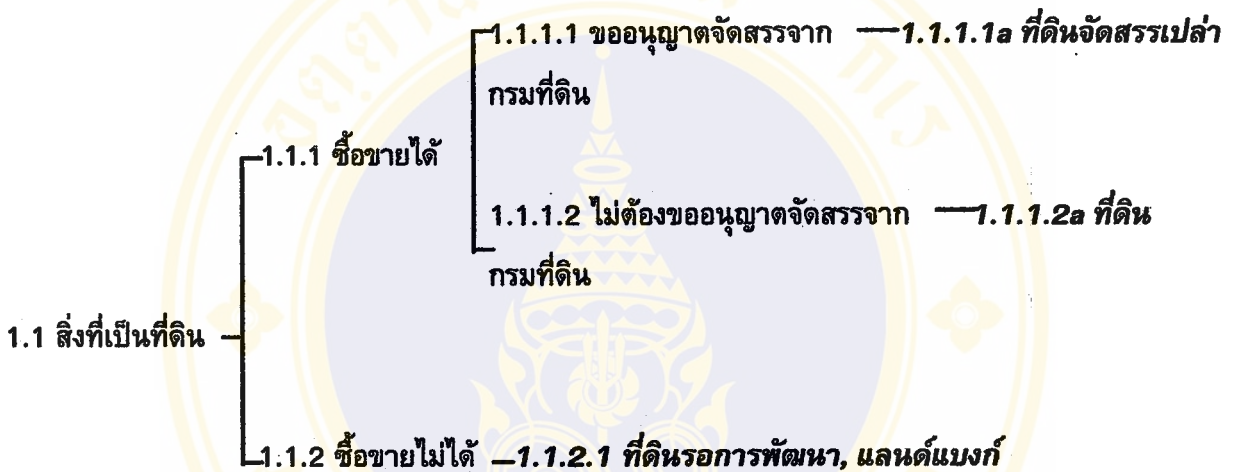 1.1.1.1 ขออนุญาตจัดสรรจาก 1.1.1.1a ที่ดินจัดสรรเปล่า
กรมที่ดิน
1.1.1 ซื้อขายได้
1.1.1.2 ไม่ต้องขออนุญาตจัดสรรจาก 1.1.1.2a ที่ดิน
กรมที่ดิน
1.1 สิ่งที่เป็นที่ดิน
1.1.2 ซื้อขายไม่ได้ 1.1.2.1 ที่ดินรอการพัฒนา, แลนด์แบงก์